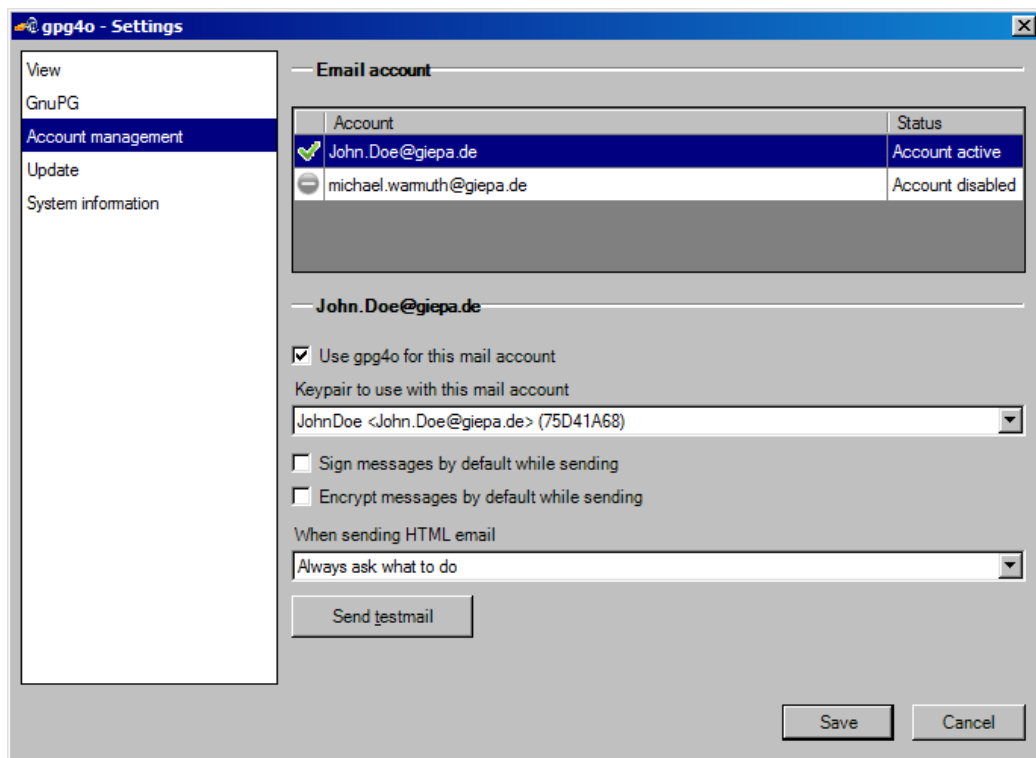 gpg4o - Settings
View
GnuPG
Account management
Update
System information
Email account
Account Status
John.Doe@giepa.de Account active
michael.warmuth@giepa.de Account disabled
John.Doe@giepa.de
Use gpg4o for this mail account
Keypair to use with this mail account
JohnDoe <John.Doe@giepa.de> (75D41A68)
Sign messages by default while sending
Encrypt messages by default while sending
When sending HTML email
Always ask what to do
Send testmail
Save Cancel